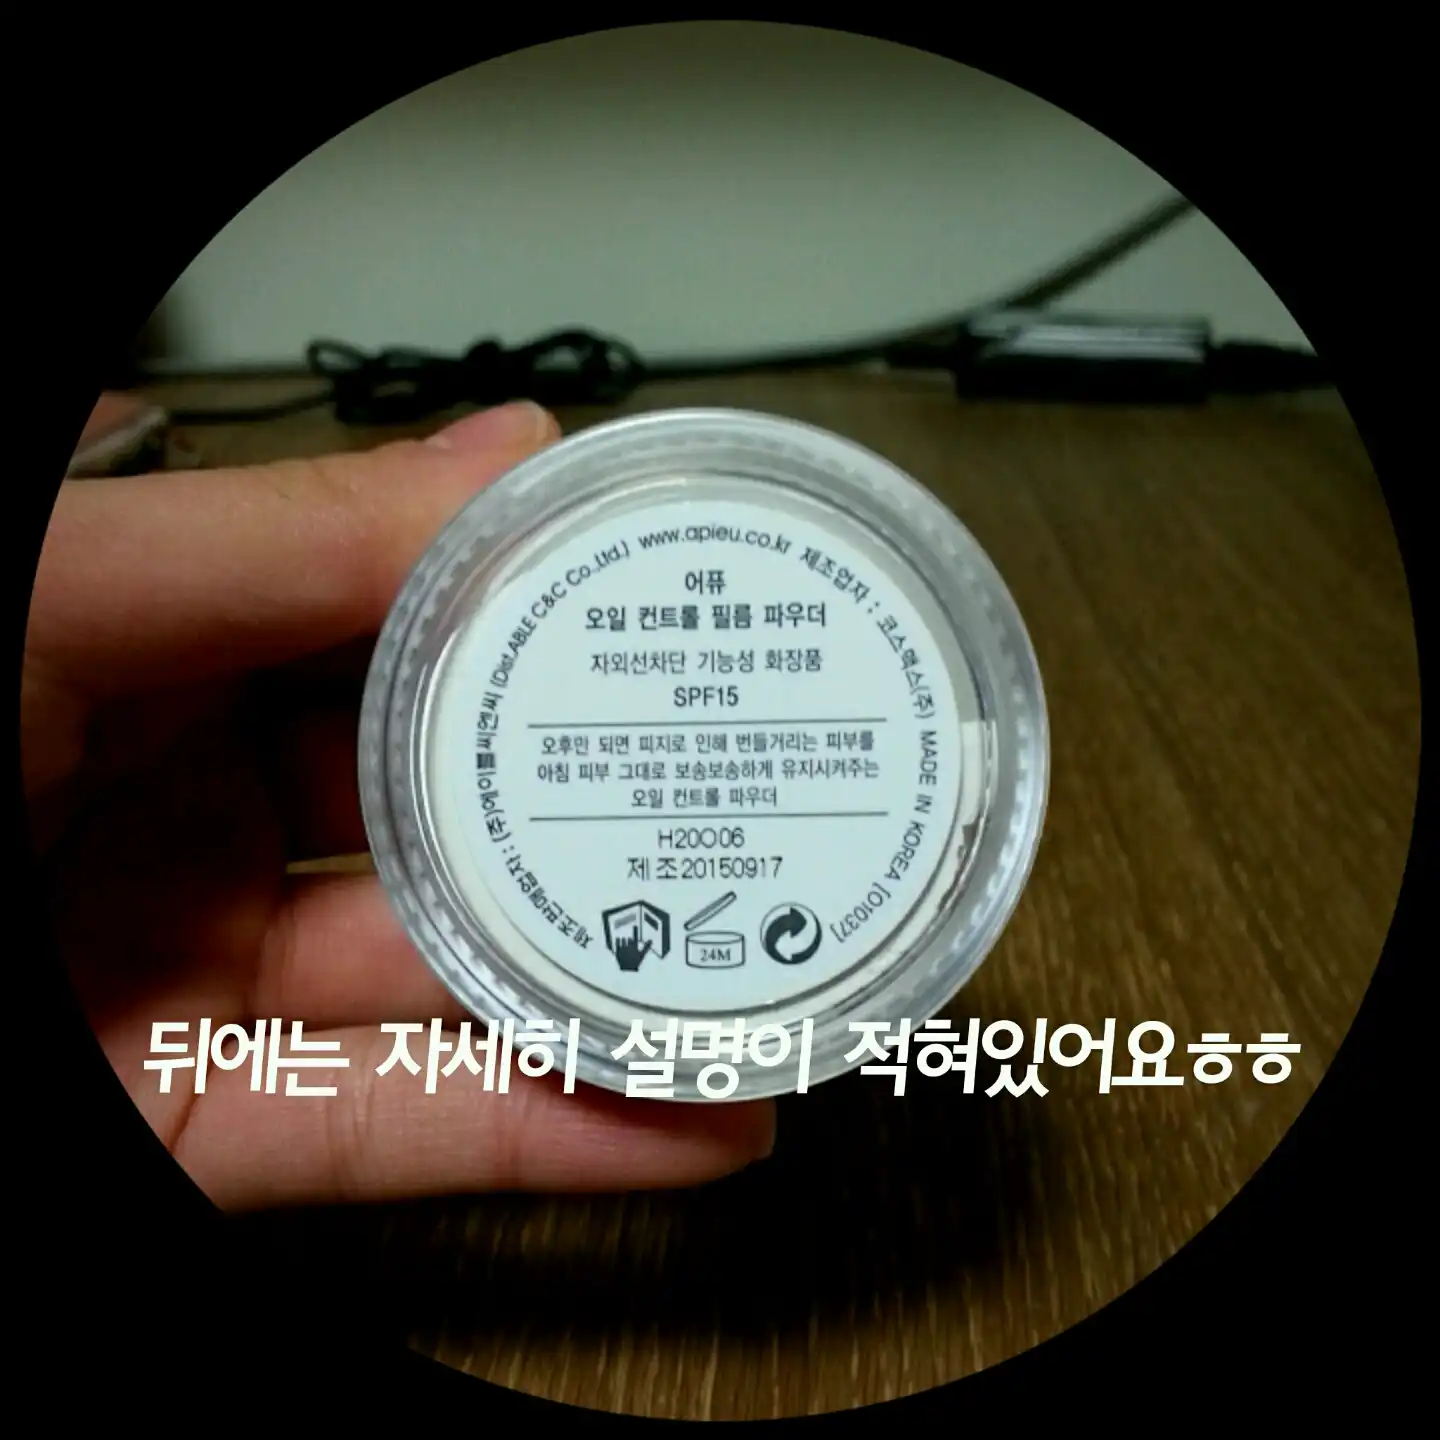 제조판매업자 : (주)에이블씨엔씨 (Dist.ABLE C&C Co.,Ltd.) www.apieu.co.kr 제조업자 : 코스맥스(주) MADE IN KOREA [01037]
어퓨
오일 컨트롤 필름 파우더
자외선차단 기능성 화장품
SPF15
오후만 되면 피지로 인해 번들거리는 피부를
아침 피부 그대로 보송보송하게 유지시켜주는
오일 컨트롤 파우더
H20O06
제조20150917
24M
뒤에는 자세히 설명이 적혀있어요ㅎㅎ